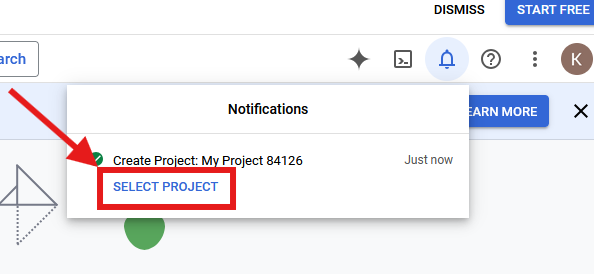 DISMISS
START FREE
arch
K
Notifications
EARN MORE
Create Project: My Project 84126
Just now
SELECT PROJECT